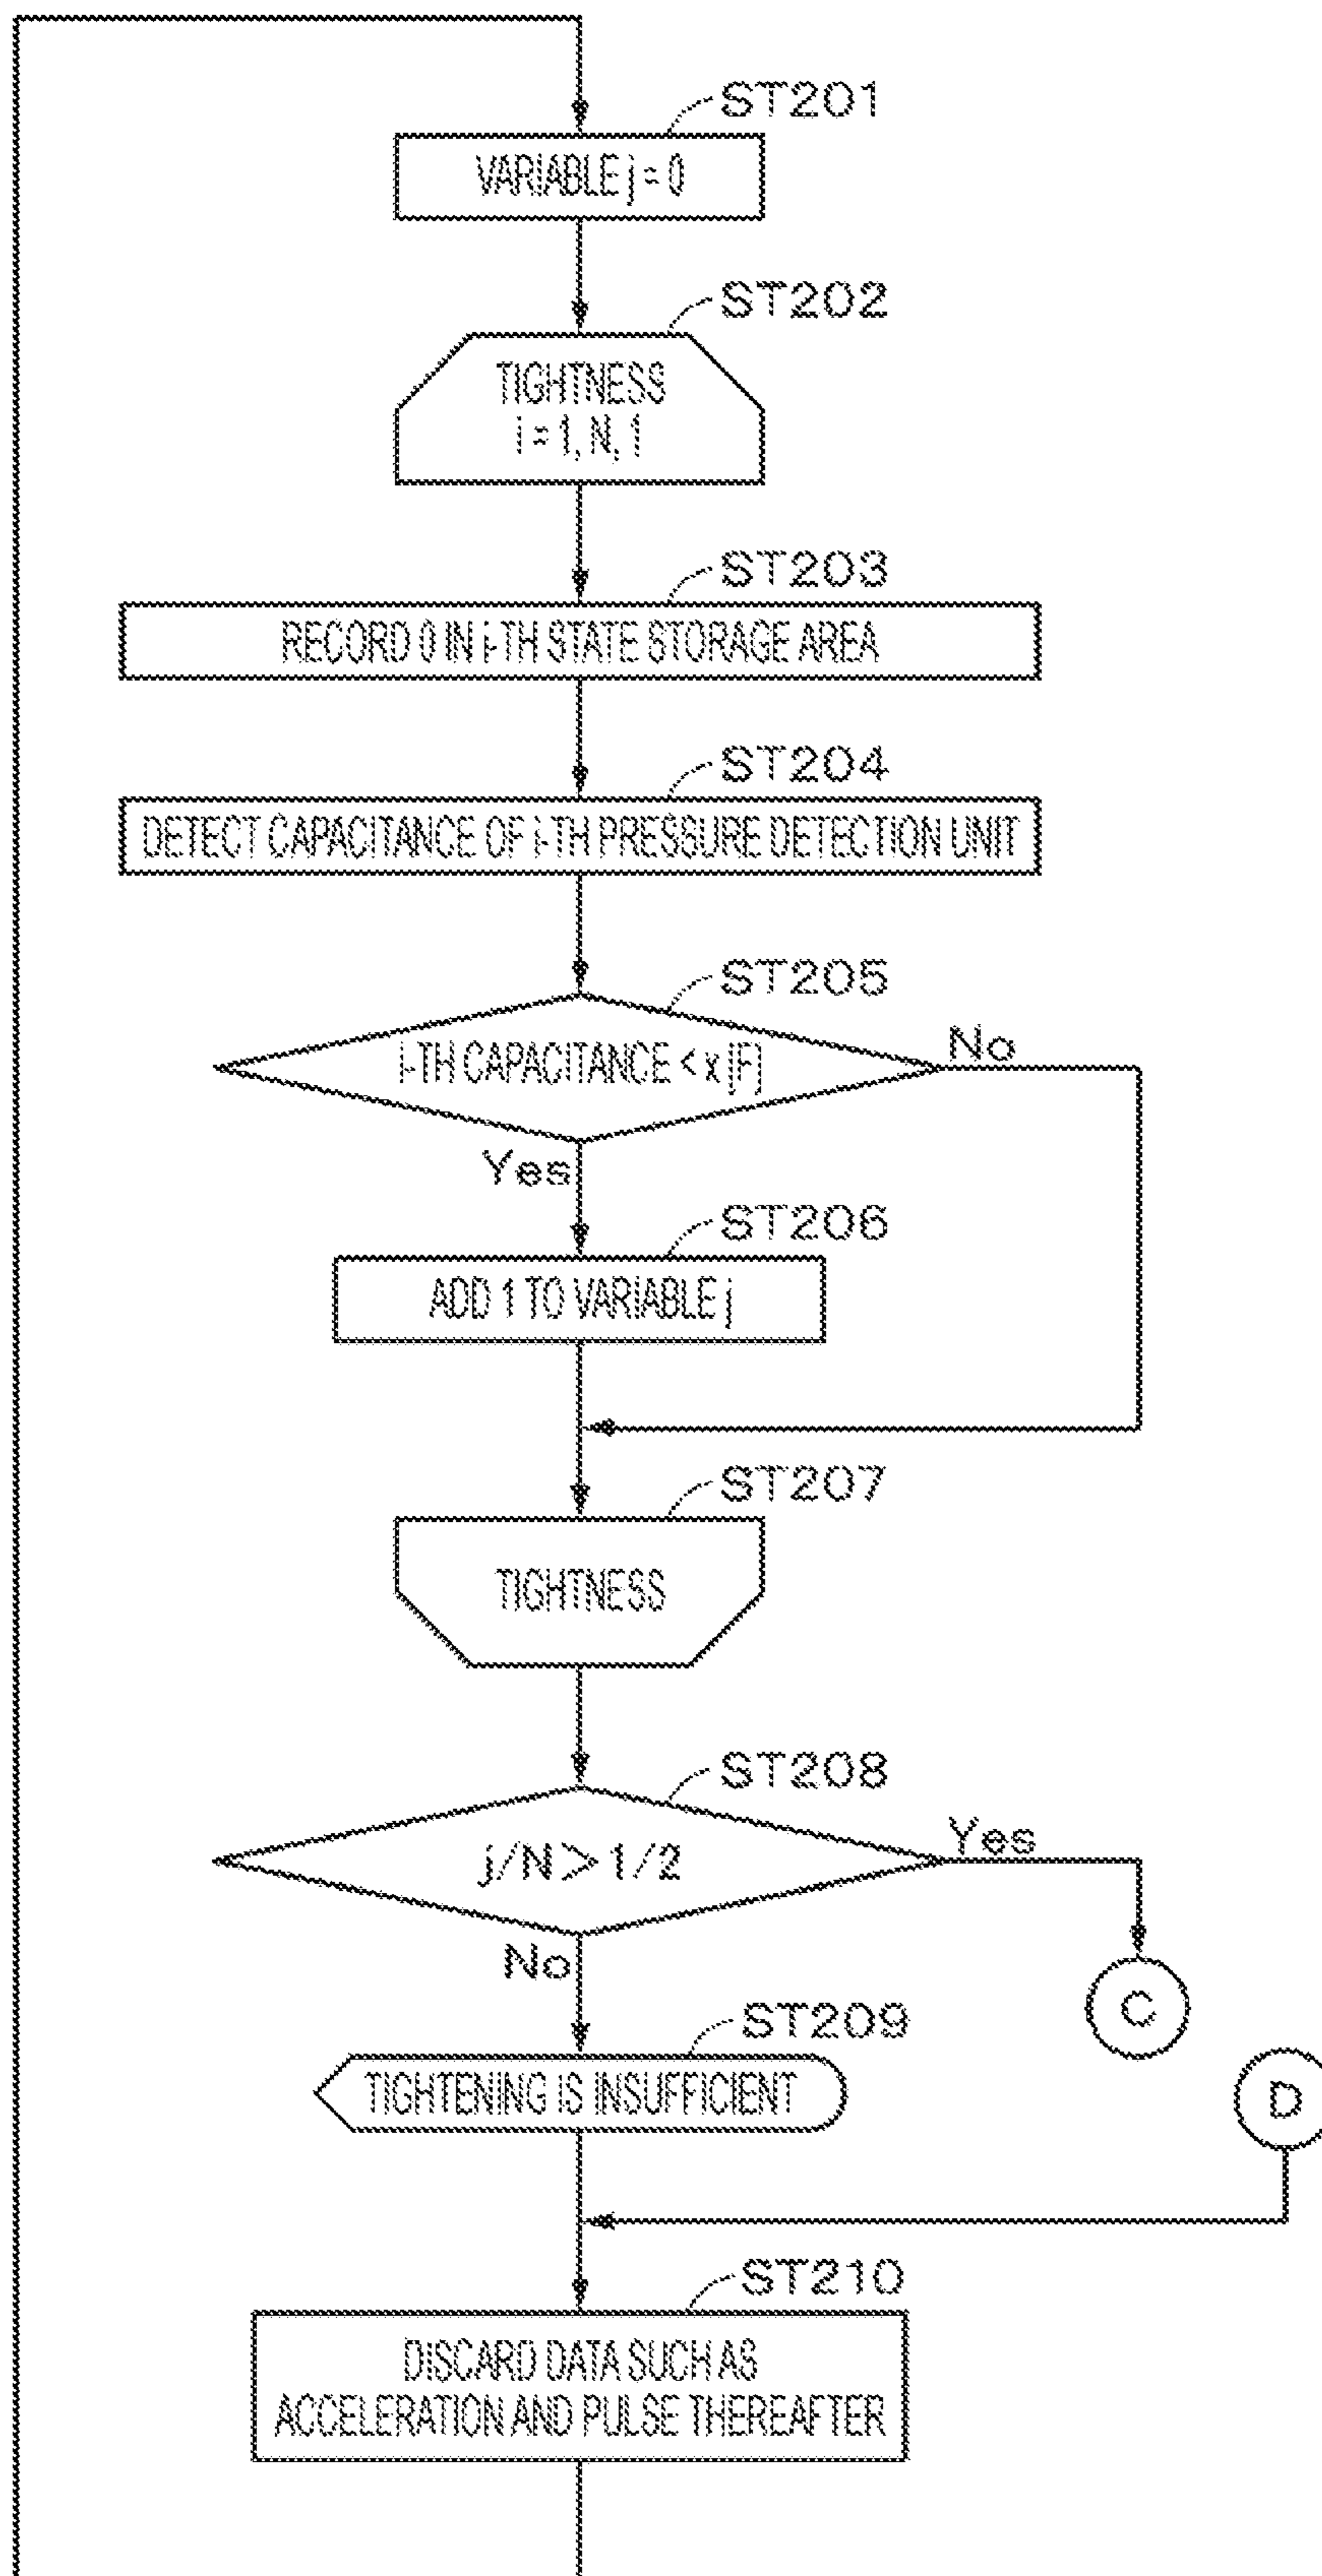 ST201
VARIABLE j = 0
ST202
TIGHTNESS
i = 1, N, 1
ST203
RECORD 0 IN i-TH STATE STORAGE AREA
ST204
DETECT CAPACITANCE OF i-TH PRESSURE DETECTION UNIT
ST205
i-TH CAPACITANCE < x [F]
No
Yes
ST206
ADD 1 TO VARIABLE j
ST207
TIGHTNESS
ST208
j/N > 1/2
Yes
No
C
ST209
TIGHTENING IS INSUFFICIENT
D
ST210
DISCARD DATA SUCH AS
ACCELERATION AND PULSE THEREAFTER